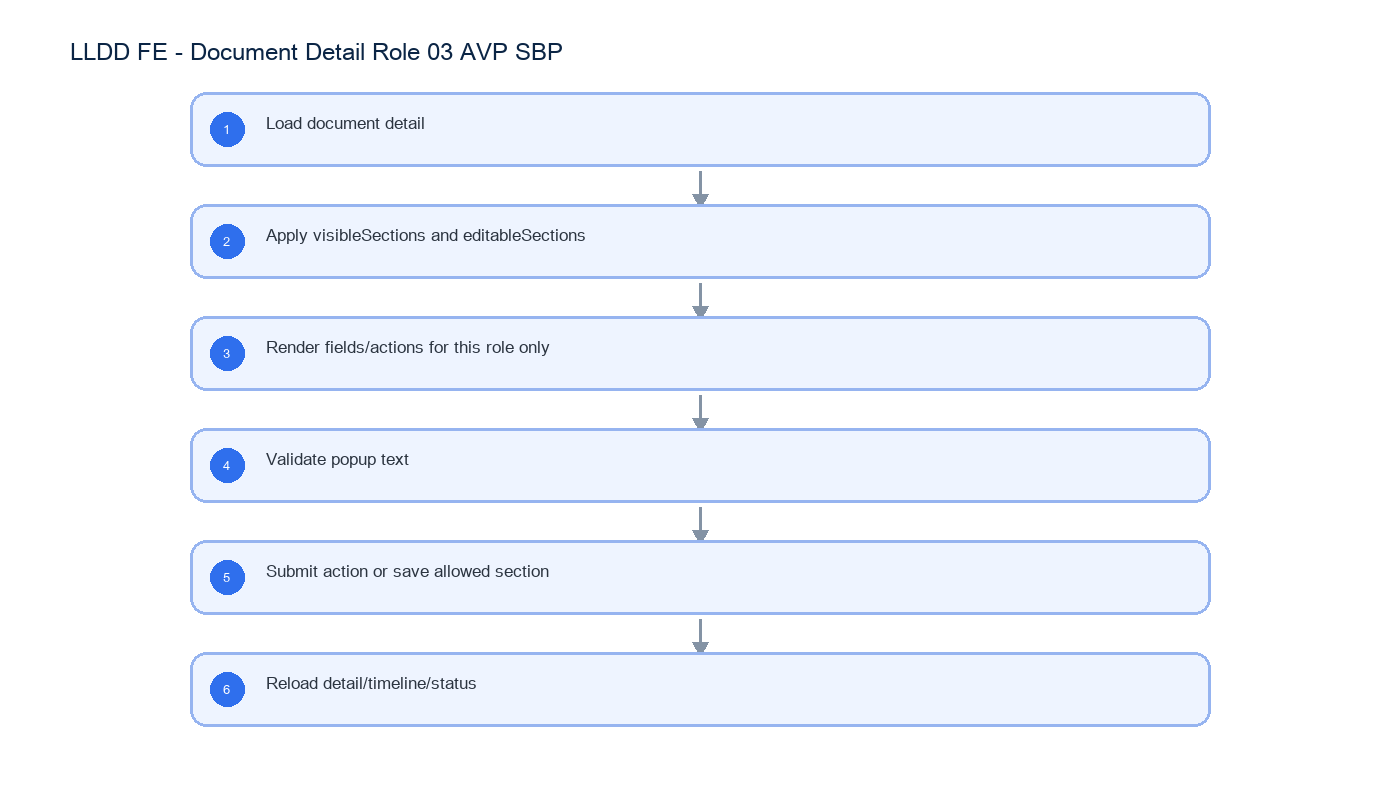 LLDD FE - Document Detail Role 03 AVP SBP
1 Load document detail
2 Apply visibleSections and editableSections
3 Render fields/actions for this role only
4 Validate popup text
5 Submit action or save allowed section
6 Reload detail/timeline/status